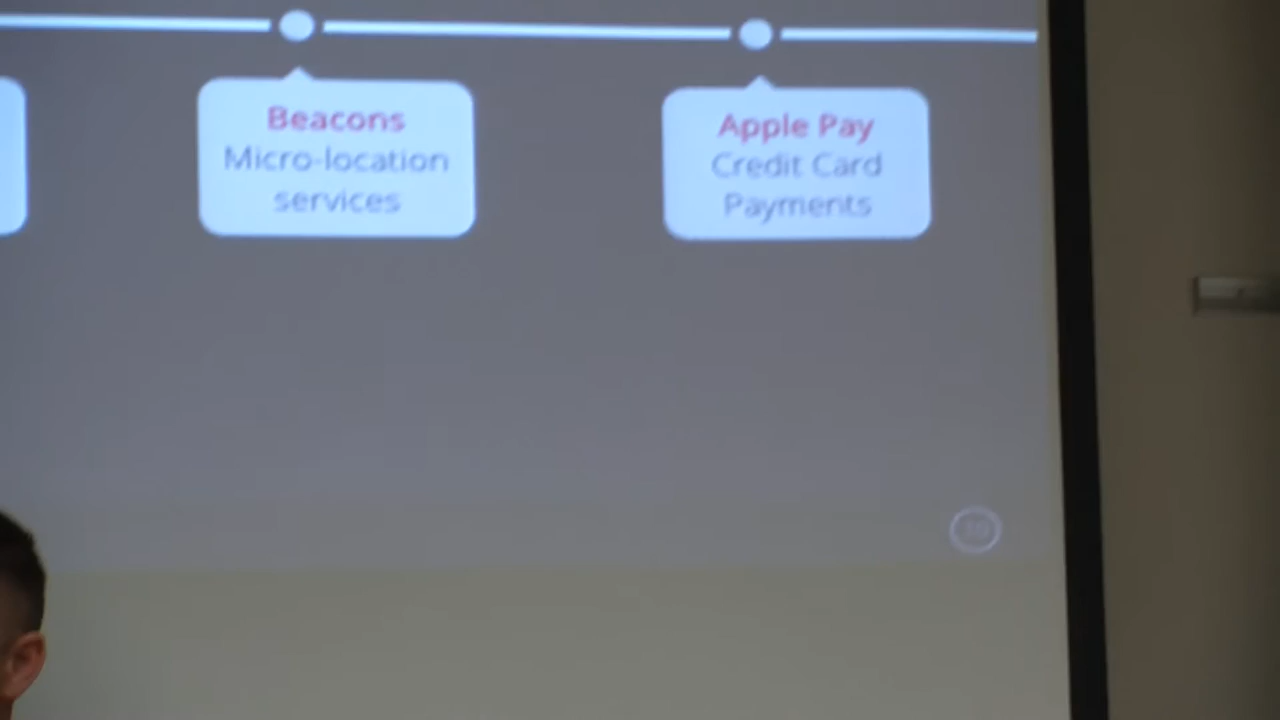 Beacons
Micro-location
services
Apple Pay
Credit Card
Payments